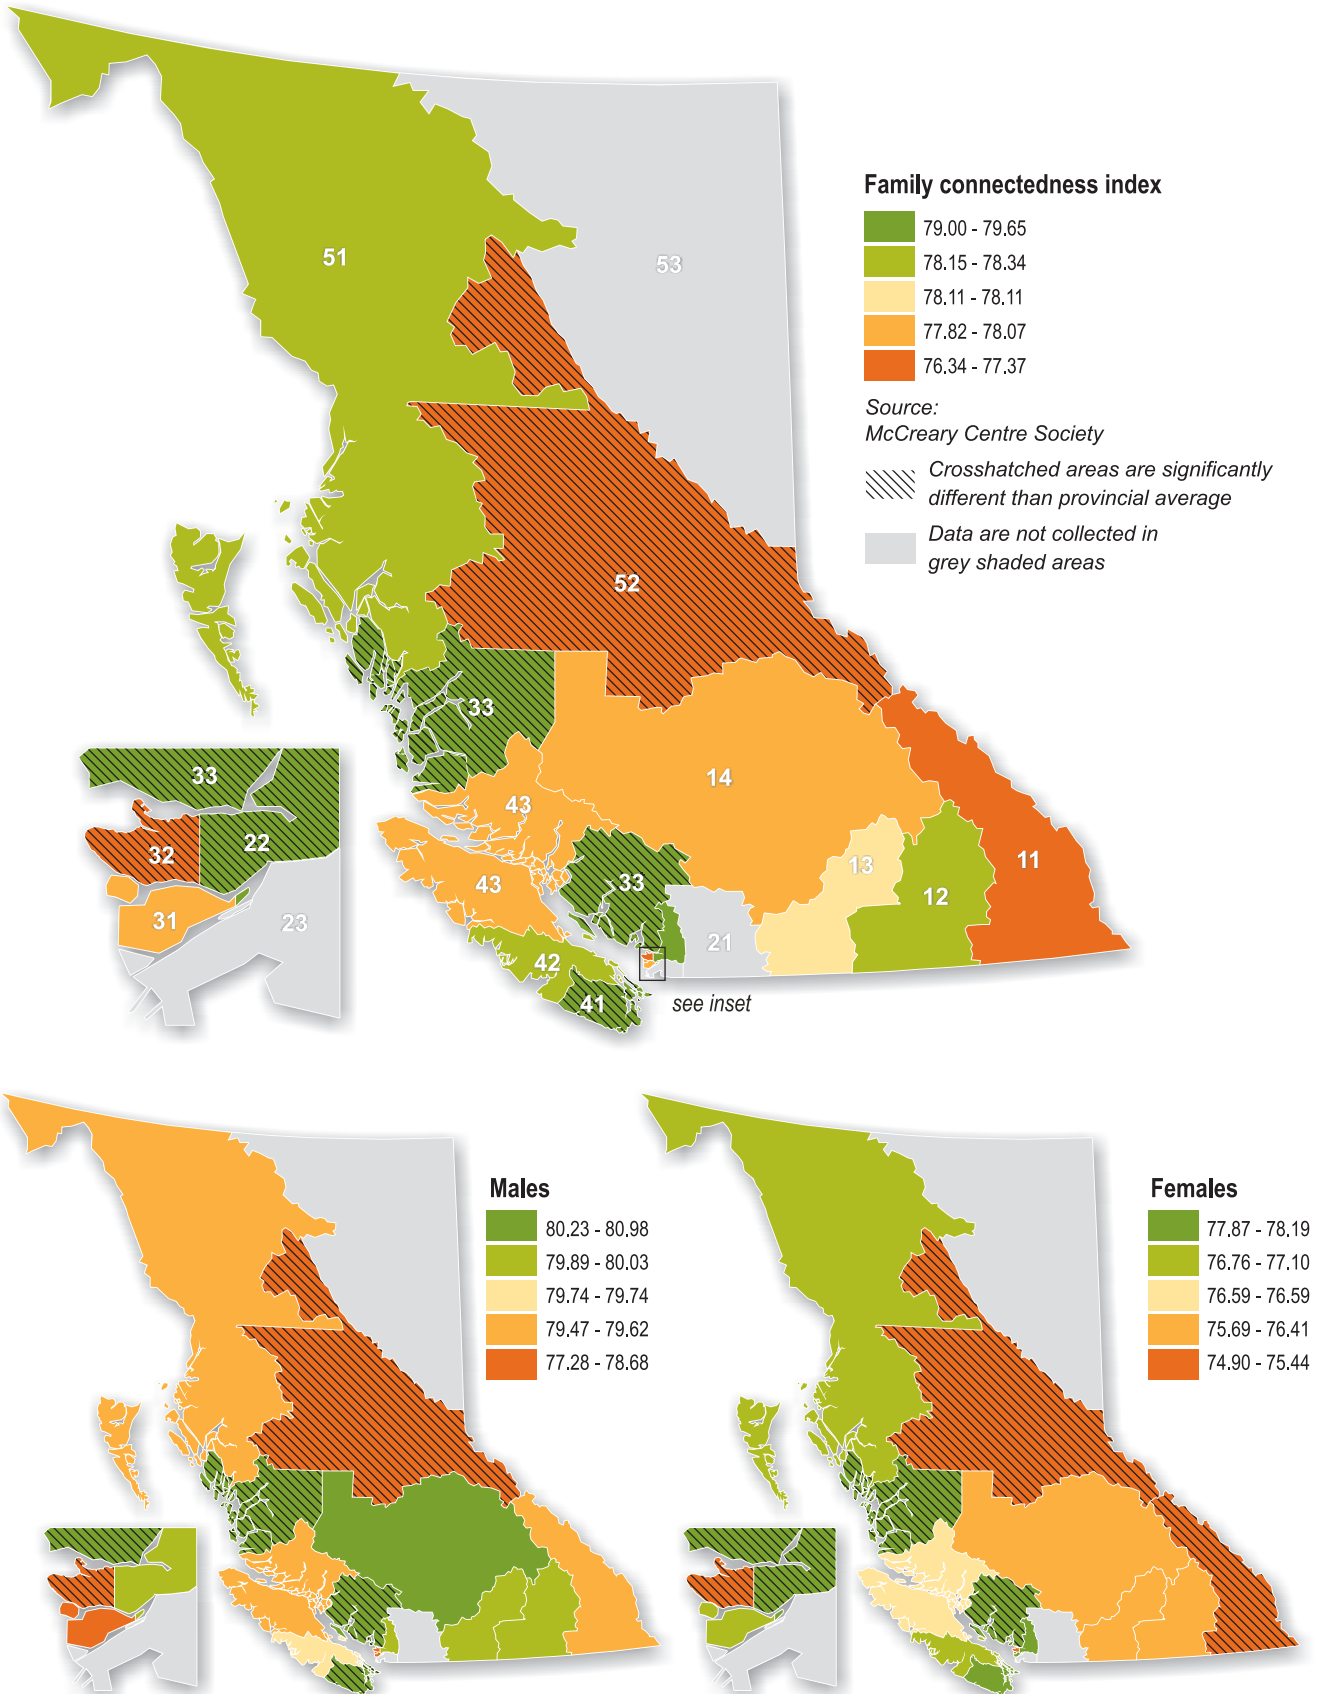 Family connectedness index
79.00 - 79.65
78.15 - 78.34
78.11 - 78.11
77.82 - 78.07
76.34 - 77.37
Source:
McCreary Centre Society
Crosshatched areas are significantly
different than provincial average
Data are not collected in
grey shaded areas
51
53
52
33
14
43
43
33
13
12
11
21
42
41
see inset
33
32
22
31
23
Males
80.23 - 80.98
79.89 - 80.03
79.74 - 79.74
79.47 - 79.62
77.28 - 78.68
Females
77.87 - 78.19
76.76 - 77.10
76.59 - 76.59
75.69 - 76.41
74.90 - 75.44